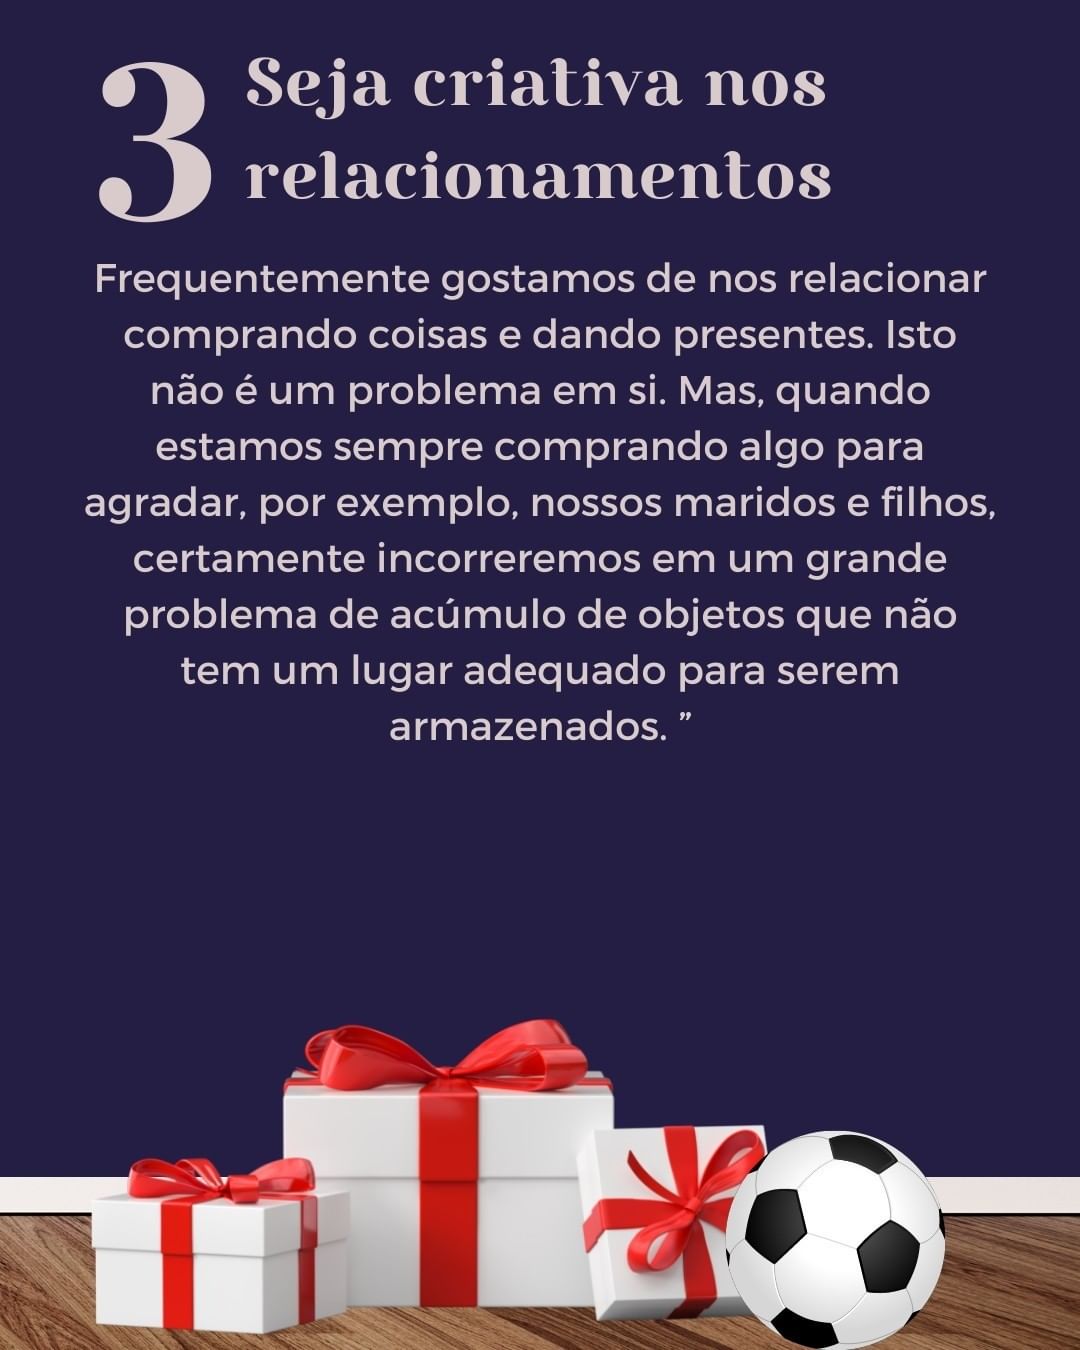 3
Seja criativa nos
relacionamentos
Frequentemente gostamos de nos relacionar
comprando coisas e dando presentes. Isto
não é um problema em si. Mas, quando
estamos sempre comprando algo para
agradar, por exemplo, nossos maridos e filhos,
certamente incorreremos em um grande
problema de acúmulo de objetos que não
tem um lugar adequado para serem
armazenados. ”